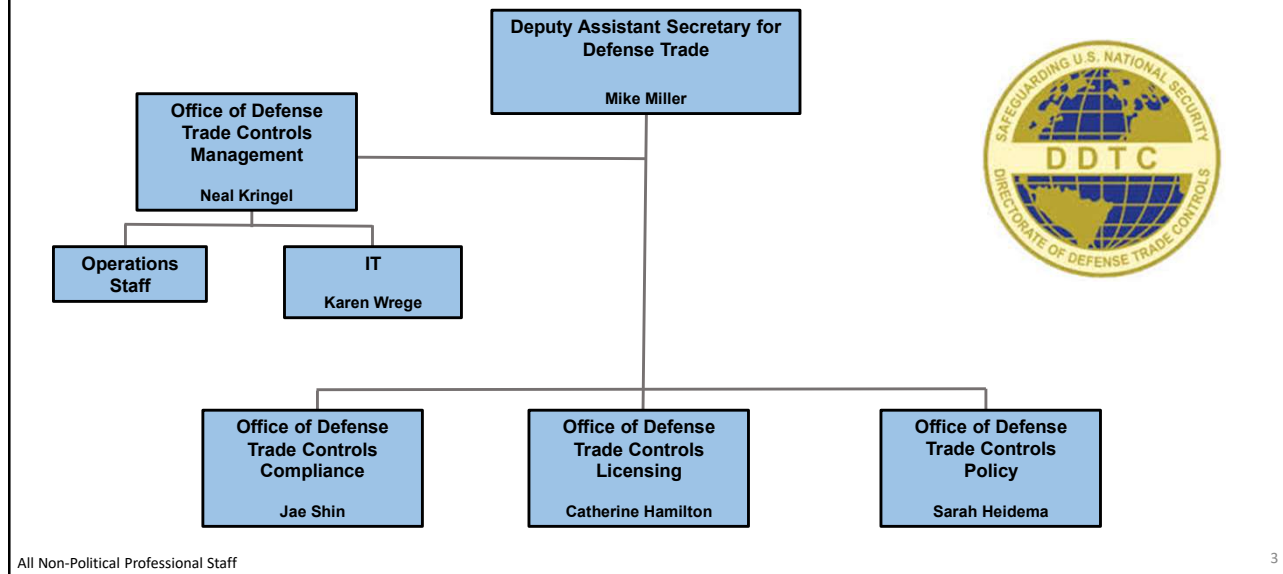 Deputy Assistant Secretary for
Defense Trade
Mike Miller
Office of Defense
Trade Controls
Management
Neal Kringel
Operations
Staff
IT
Karen Wrege
SAFEGUARDING U.S. NATIONAL SECURITY
DDTC
DIRECTORATE OF DEFENSE TRADE CONTROLS
Office of Defense
Trade Controls
Compliance
Jae Shin
Office of Defense
Trade Controls
Licensing
Catherine Hamilton
Office of Defense
Trade Controls
Policy
Sarah Heidema
All Non-Political Professional Staff
3